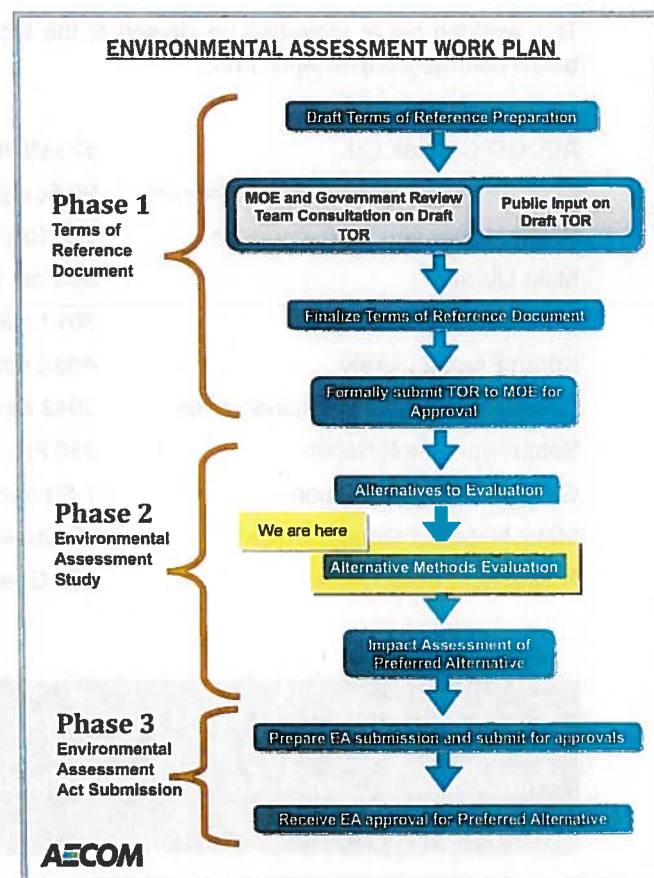 ENVIRONMENTAL ASSESSMENT WORK PLAN
Phase 1
Terms of
Reference
Document
Draft Terms of Reference Preparation
MOE and Government Review
Team Consultation on Draft
TOR
Public Input on
Draft TOR
Finalize Terms of Reference Document
Formally submit TOR to MOE for
Approval
Phase 2
Environmental
Assessment
Study
Alternatives to Evaluation
We are here
Alternative Methods Evaluation
Impact Assessment of
Preferred Alternative
Phase 3
Environmental
Assessment
Act Submission
Prepare EA submission and submit for approvals
Receive EA approval for Preferred Alternative
AECOM